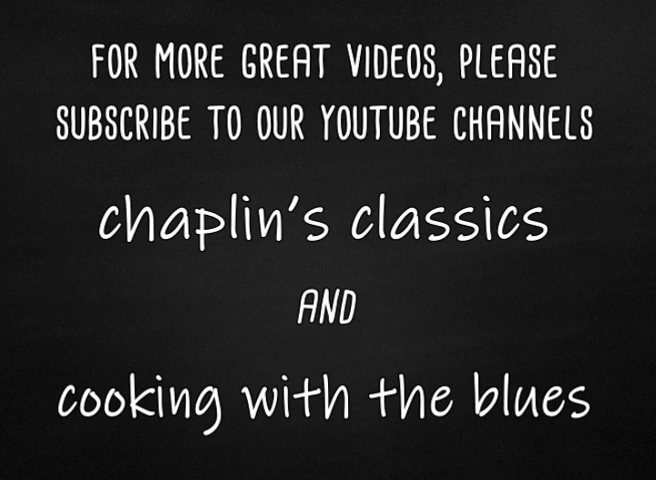 FOR MORE GREAT VIDEOS, PLEASE
SUBSCRIBE TO OUR YOUTUBE CHANNELS
chaplin's classics
AND
cooking with the blues